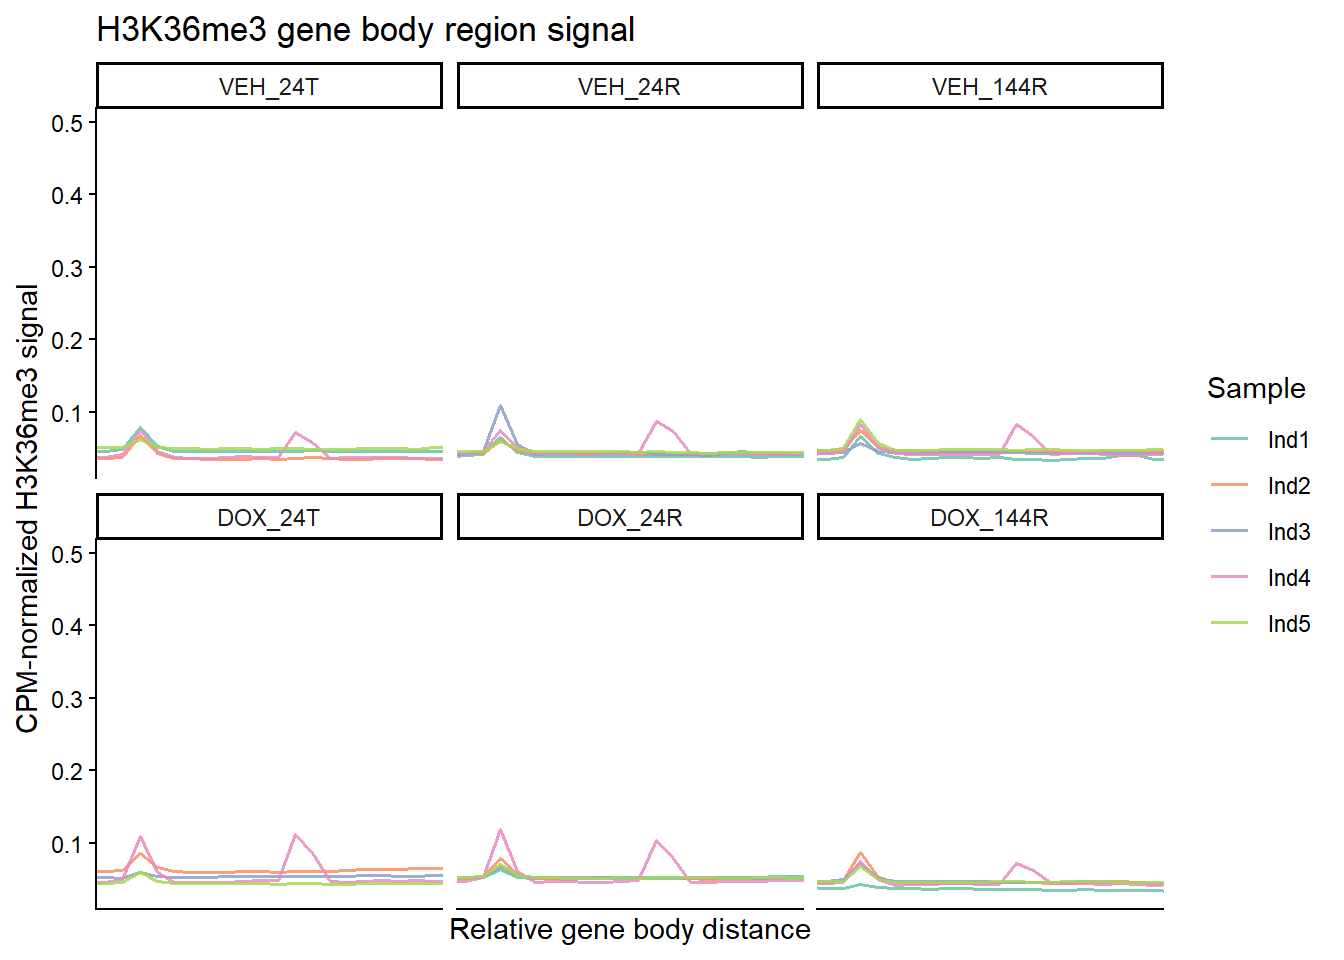 H3K36me3 gene body region signal
VEH_24T
VEH_24R
VEH_144R
0.5
0.4
0.3
0.2
0.1
DOX_24T
DOX_24R
DOX_144R
0.5
0.4
0.3
0.2
0.1
CPM-normalized H3K36me3 signal
Relative gene body distance
Sample
Ind1
Ind2
Ind3
Ind4
Ind5